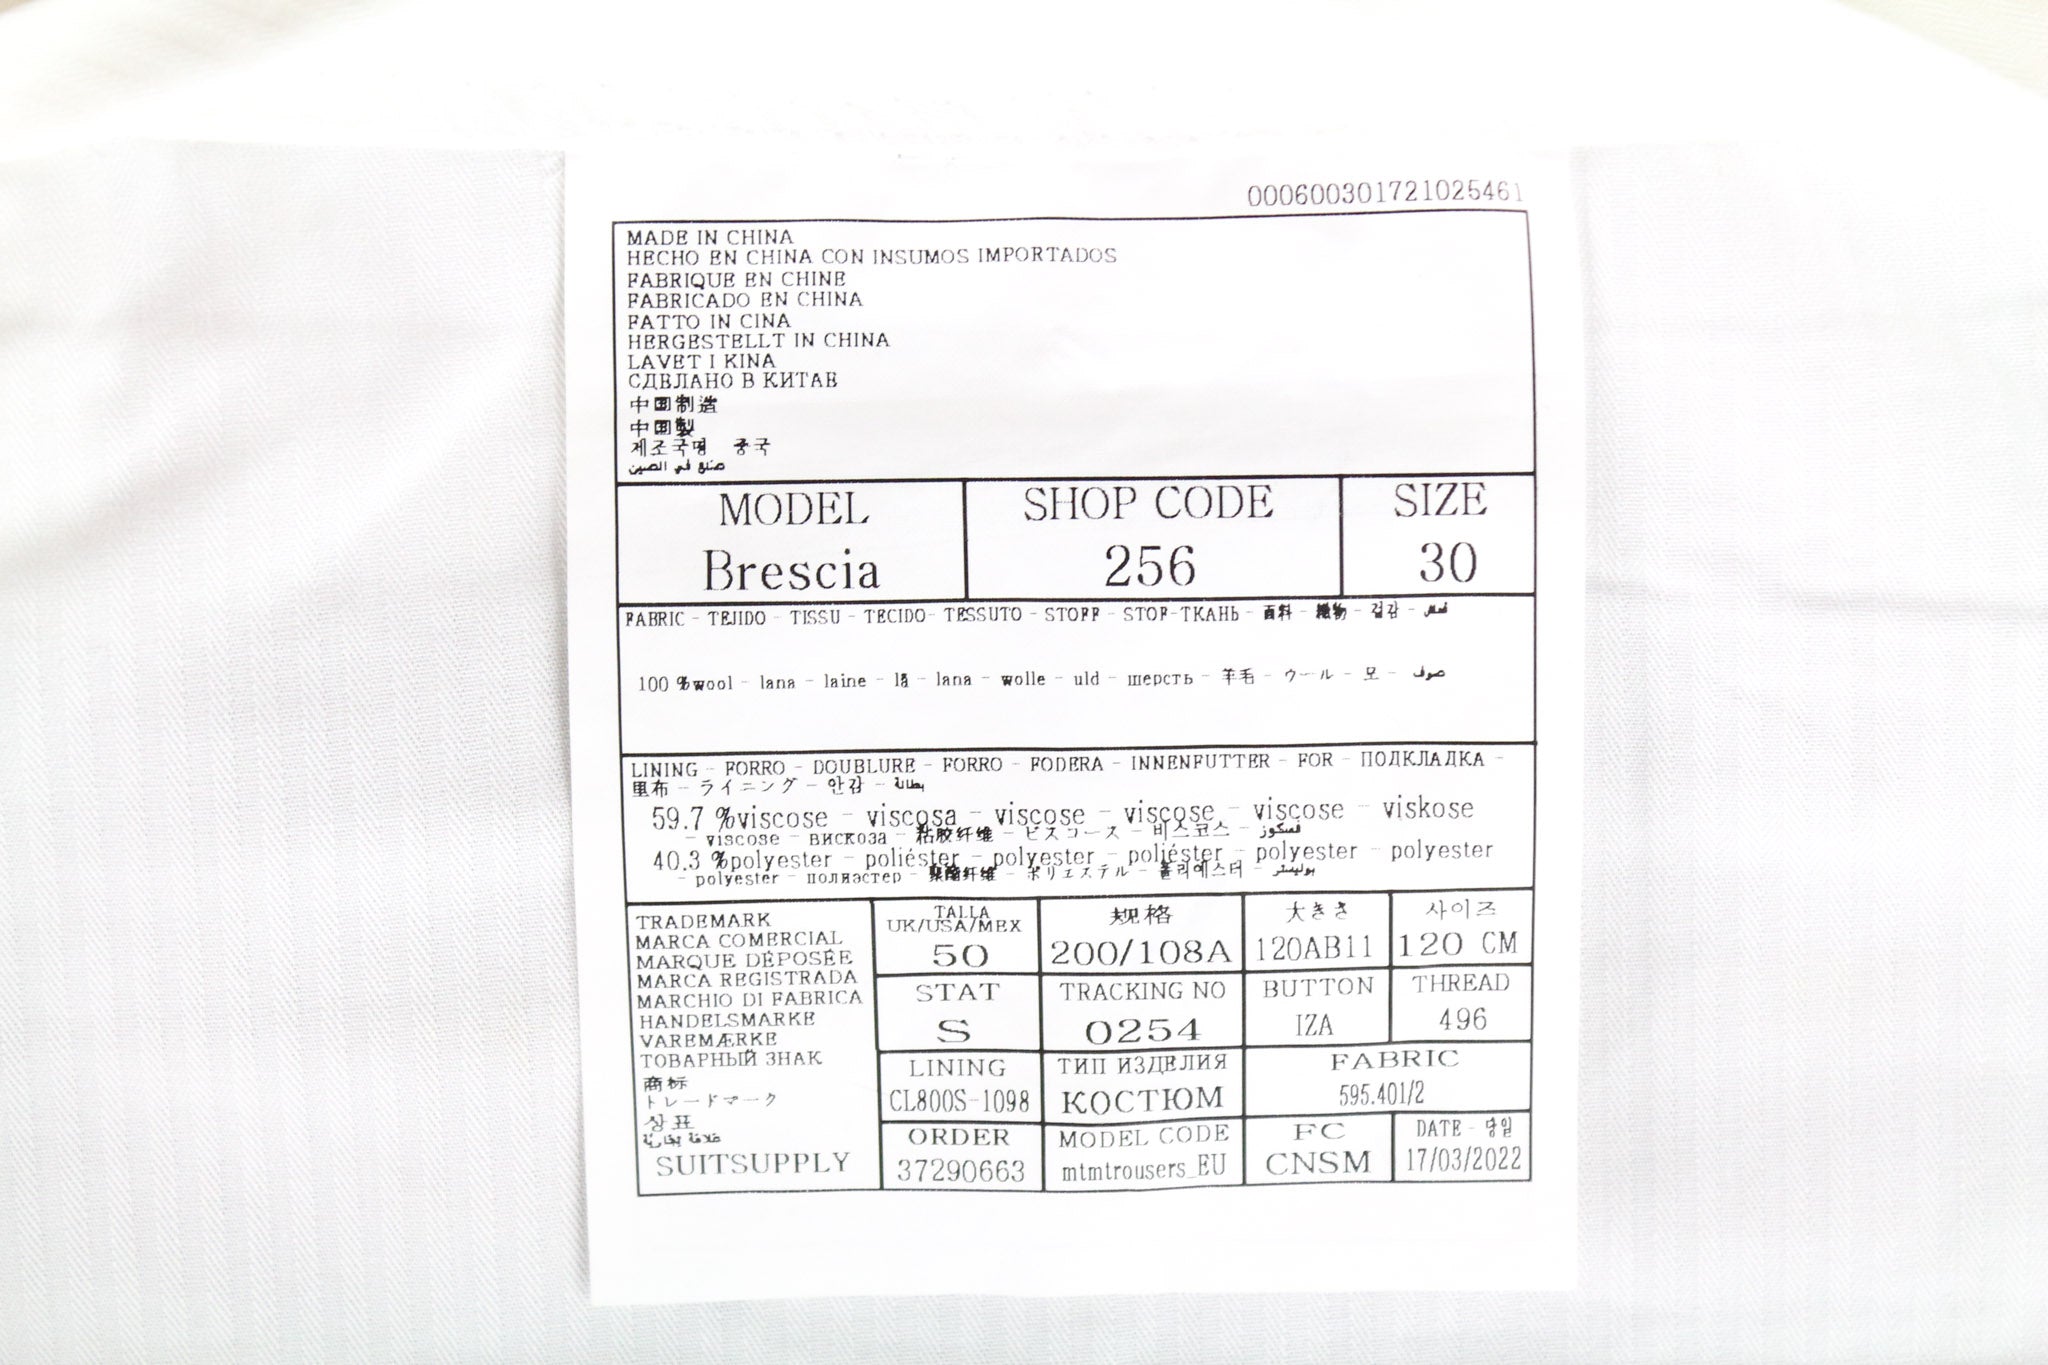 000600301721025461
MADE IN CHINA
HECHO EN CHINA CON INSUMOS IMPORTADOS
FABRIQUE EN CHINE
FABRICADO EN CHINA
FATTO IN CINA
HERGESTELLT IN CHINA
LAVET I KINA
СДЕЛАНО В КИТАЕ
中国制造
中国製
제조국명 중국
صنع في الصين
MODEL SHOP CODE SIZE
Brescia 256 30
FABRIC - TEJIDO - TISSU - TECIDO- TESSUTO - STOFF - STOF-ТКАНЬ - 面料 - 織物 - 겉감 - قماش
100 %wool - lana - laine - lã - lana - wolle - uld - шерсть - 羊毛 - ウール - 모 - صوف
LINING - FORRO - DOUBLURE - FORRO - FODERA - INNENFUTTER - FOR - ПОДКЛАДКА -
里布 - ライニング - 안감 - بطانة
59.7 %viscose - viscosa - viscose - viscose - viscose - viskose
- viscose - вискоза - 粘胶纤维 - ビスコース - 비스코스 - فسكوز
40.3 %polyester - poliéster - polyester - poliéster - polyester - polyester
- polyester - полиэстер - 聚酯纤维 - ポリエステル - 폴리에스더 - بوليستر
TRADEMARK
MARCA COMERCIAL
MARQUE DÉPOSÉE
MARCA REGISTRADA
MARCHIO DI FABRICA
HANDELSMARKE
VAREMÆRKE
ТОВАРНЫЙ ЗНАК
商标
トレードマーク
상표
علامة تجارية
SUITSUPPLY
TALLA UK/USA/MEX 规格 大きさ 사이즈
50 200/108A 120AB11 120 CM
STAT TRACKING NO BUTTON THREAD
S 0254 IZA 496
LINING ТИП ИЗДЕЛИЯ FABRIC
CL800S-1098 КОСТЮМ 595.401/2
ORDER MODEL CODE FC DATE - 당일
37290663 mtmtrousers_EU CNSM 17/03/2022